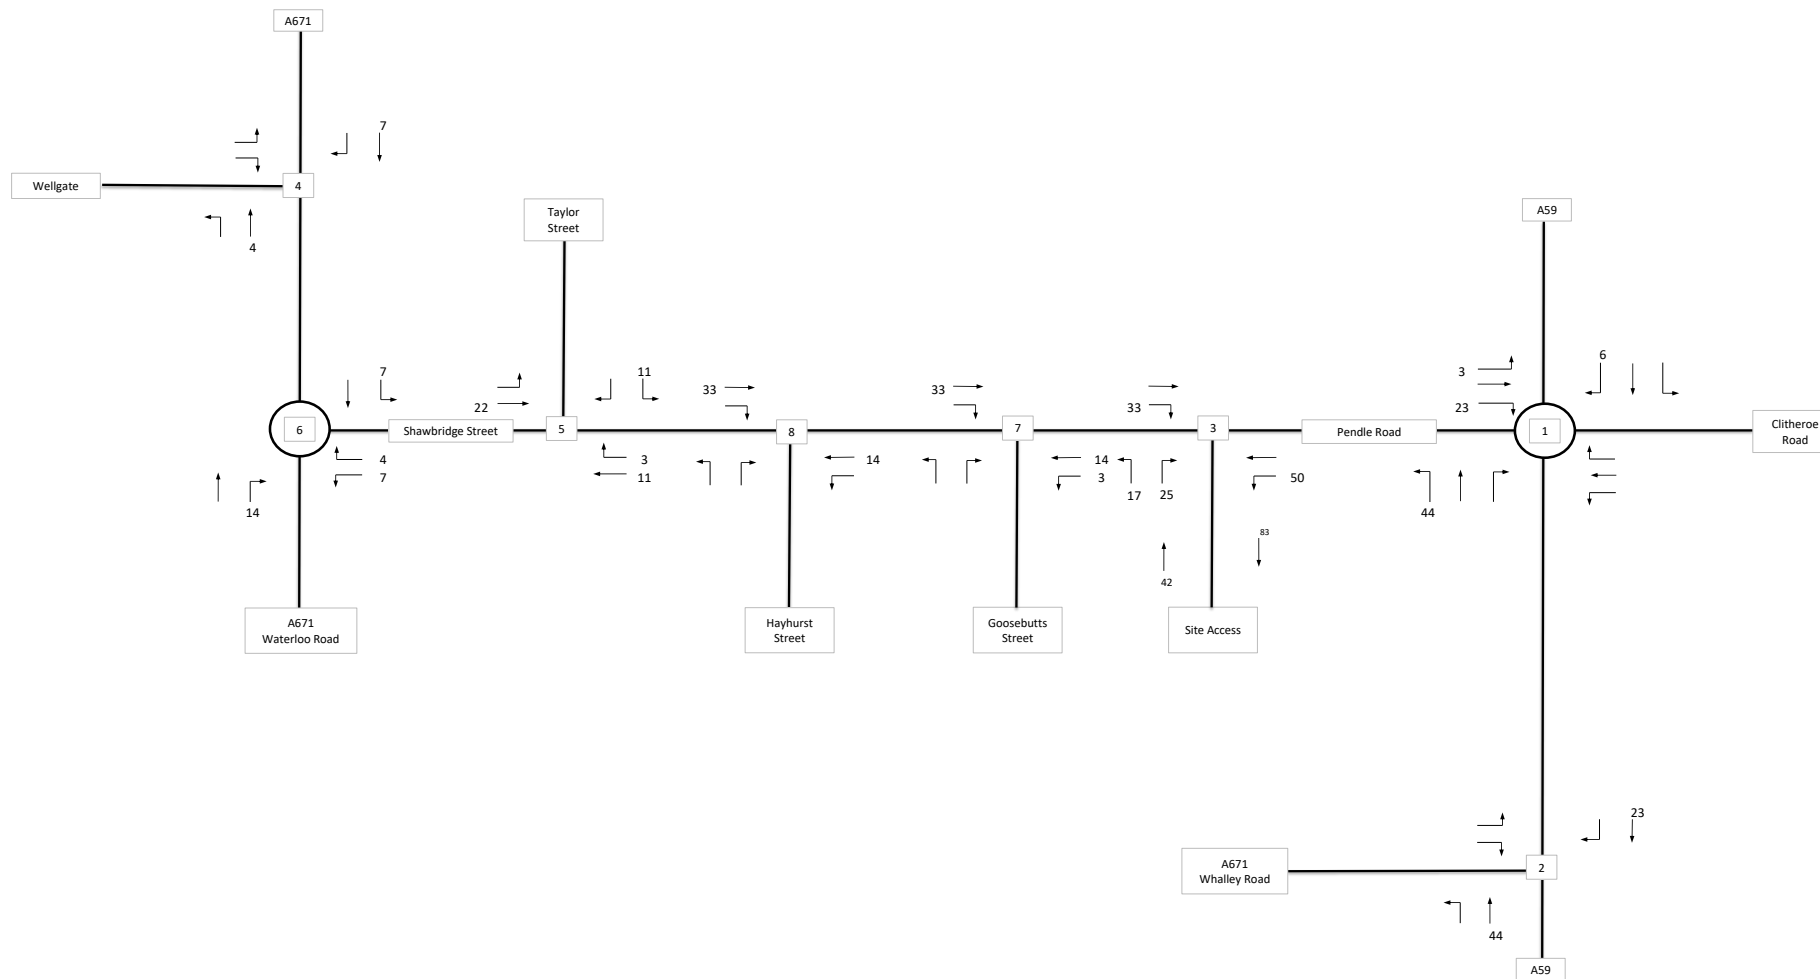 A671
7
Wellgate
4
4
Taylor
Street
A59
7
11
33
33
33
3
6
22
23
6
Shawbridge Street
5
8
7
3
Pendle Road
1
Clitheroe
Road
4
7
14
3
11
14
14
3
17
25
50
44
83
42
A671
Waterloo Road
Hayhurst
Street
Goosebutts
Street
Site Access
23
A671
Whalley Road
2
44
A59